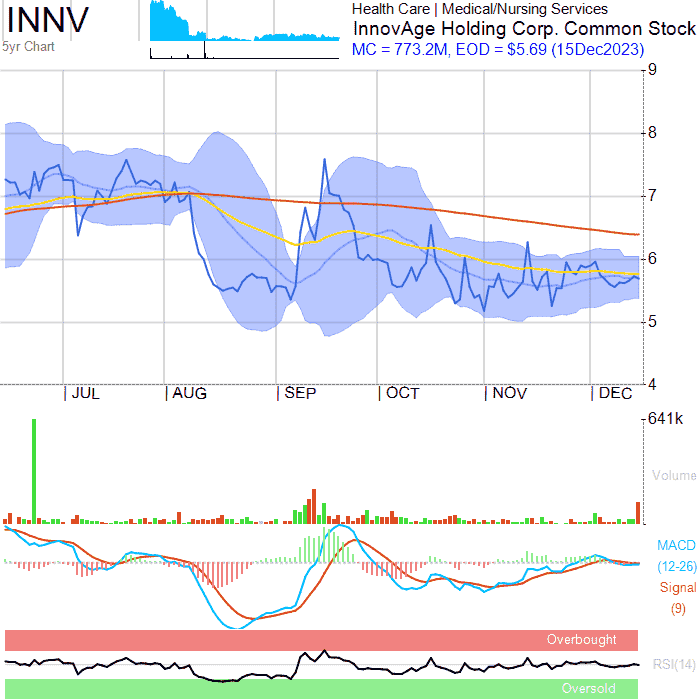 INNV
5yr Chart
Health Care | Medical/Nursing Services
InnovAge Holding Corp. Common Stock
MC = 773.2M, EOD = $5.69 (15Dec2023)
9
8
7
6
5
4
JUL AUG SEP OCT NOV DEC
641k
Volume
MACD
(12-26)
Signal
(9)
Overbought
RSI(14)
Oversold